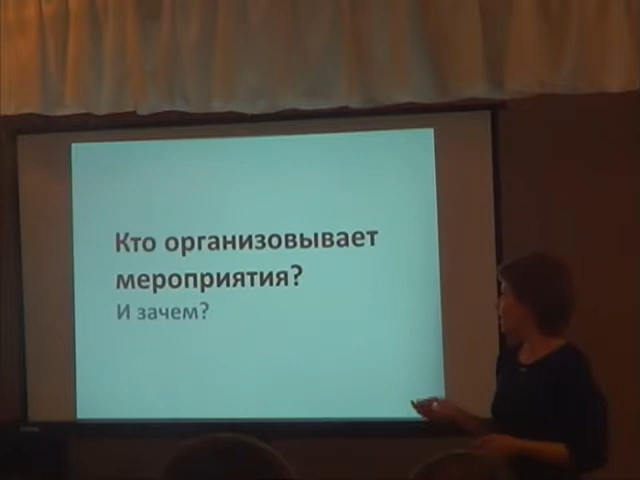 Кто организовывает
мероприятия?
И зачем?